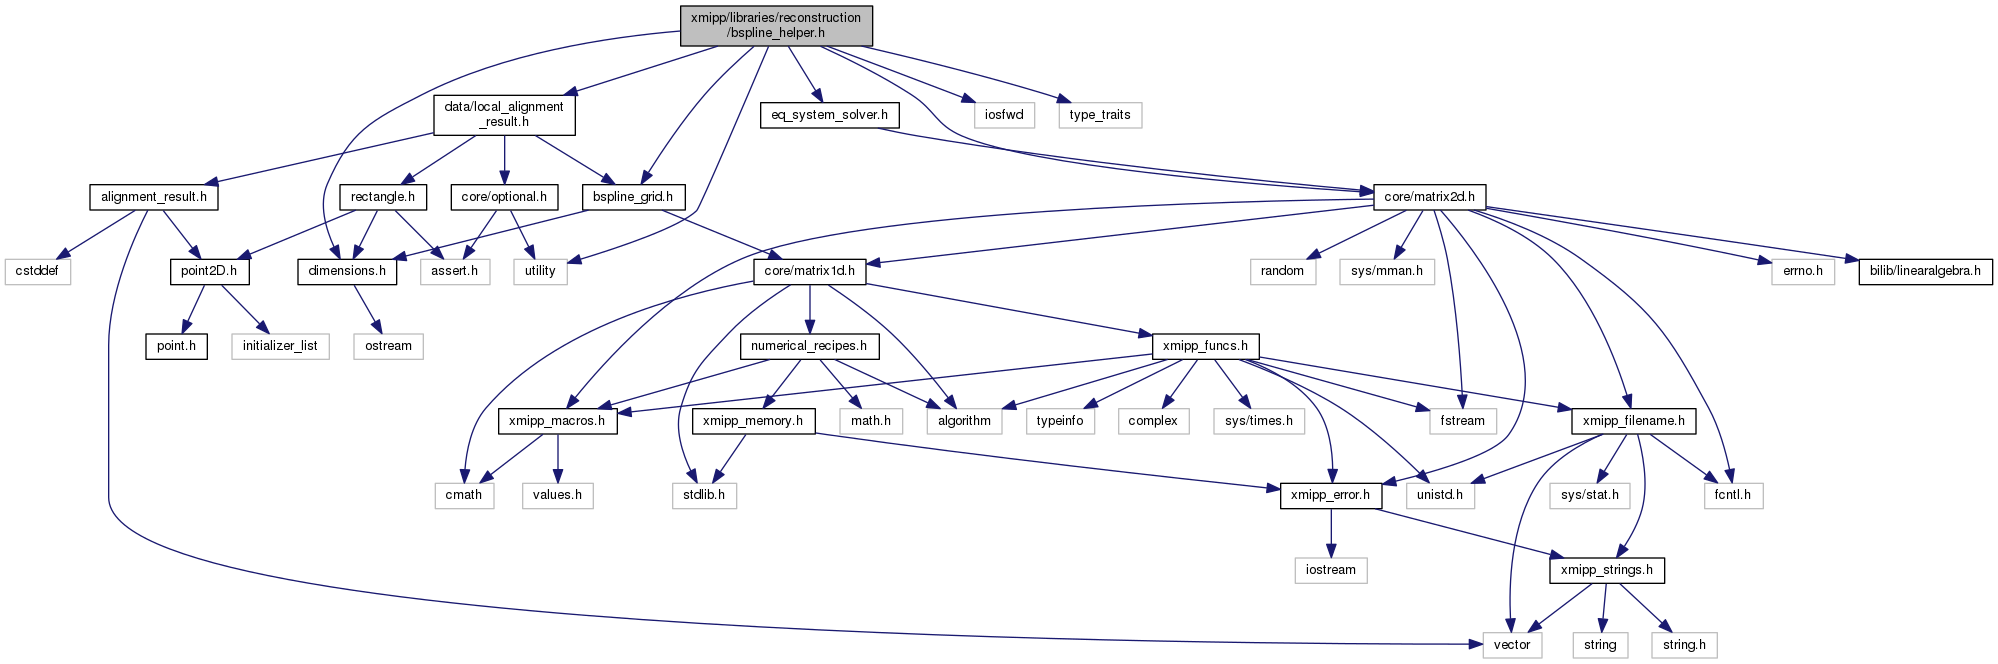 xmipp/libraries/reconstruction
/bspline_helper.h
data/local_alignment
_result.h
eq_system_solver.h
iosfwd
type_traits
alignment_result.h
rectangle.h
core/optional.h
bspline_grid.h
core/matrix2d.h
cstddef
point2D.h
dimensions.h
assert.h
utility
core/matrix1d.h
random
sys/mman.h
errno.h
bilib/linearalgebra.h
point.h
initializer_list
ostream
numerical_recipes.h
xmipp_funcs.h
xmipp_macros.h
xmipp_memory.h
math.h
algorithm
typeinfo
complex
sys/times.h
fstream
xmipp_filename.h
cmath
values.h
stdlib.h
xmipp_error.h
unistd.h
sys/stat.h
fcntl.h
iostream
xmipp_strings.h
vector
string
string.h